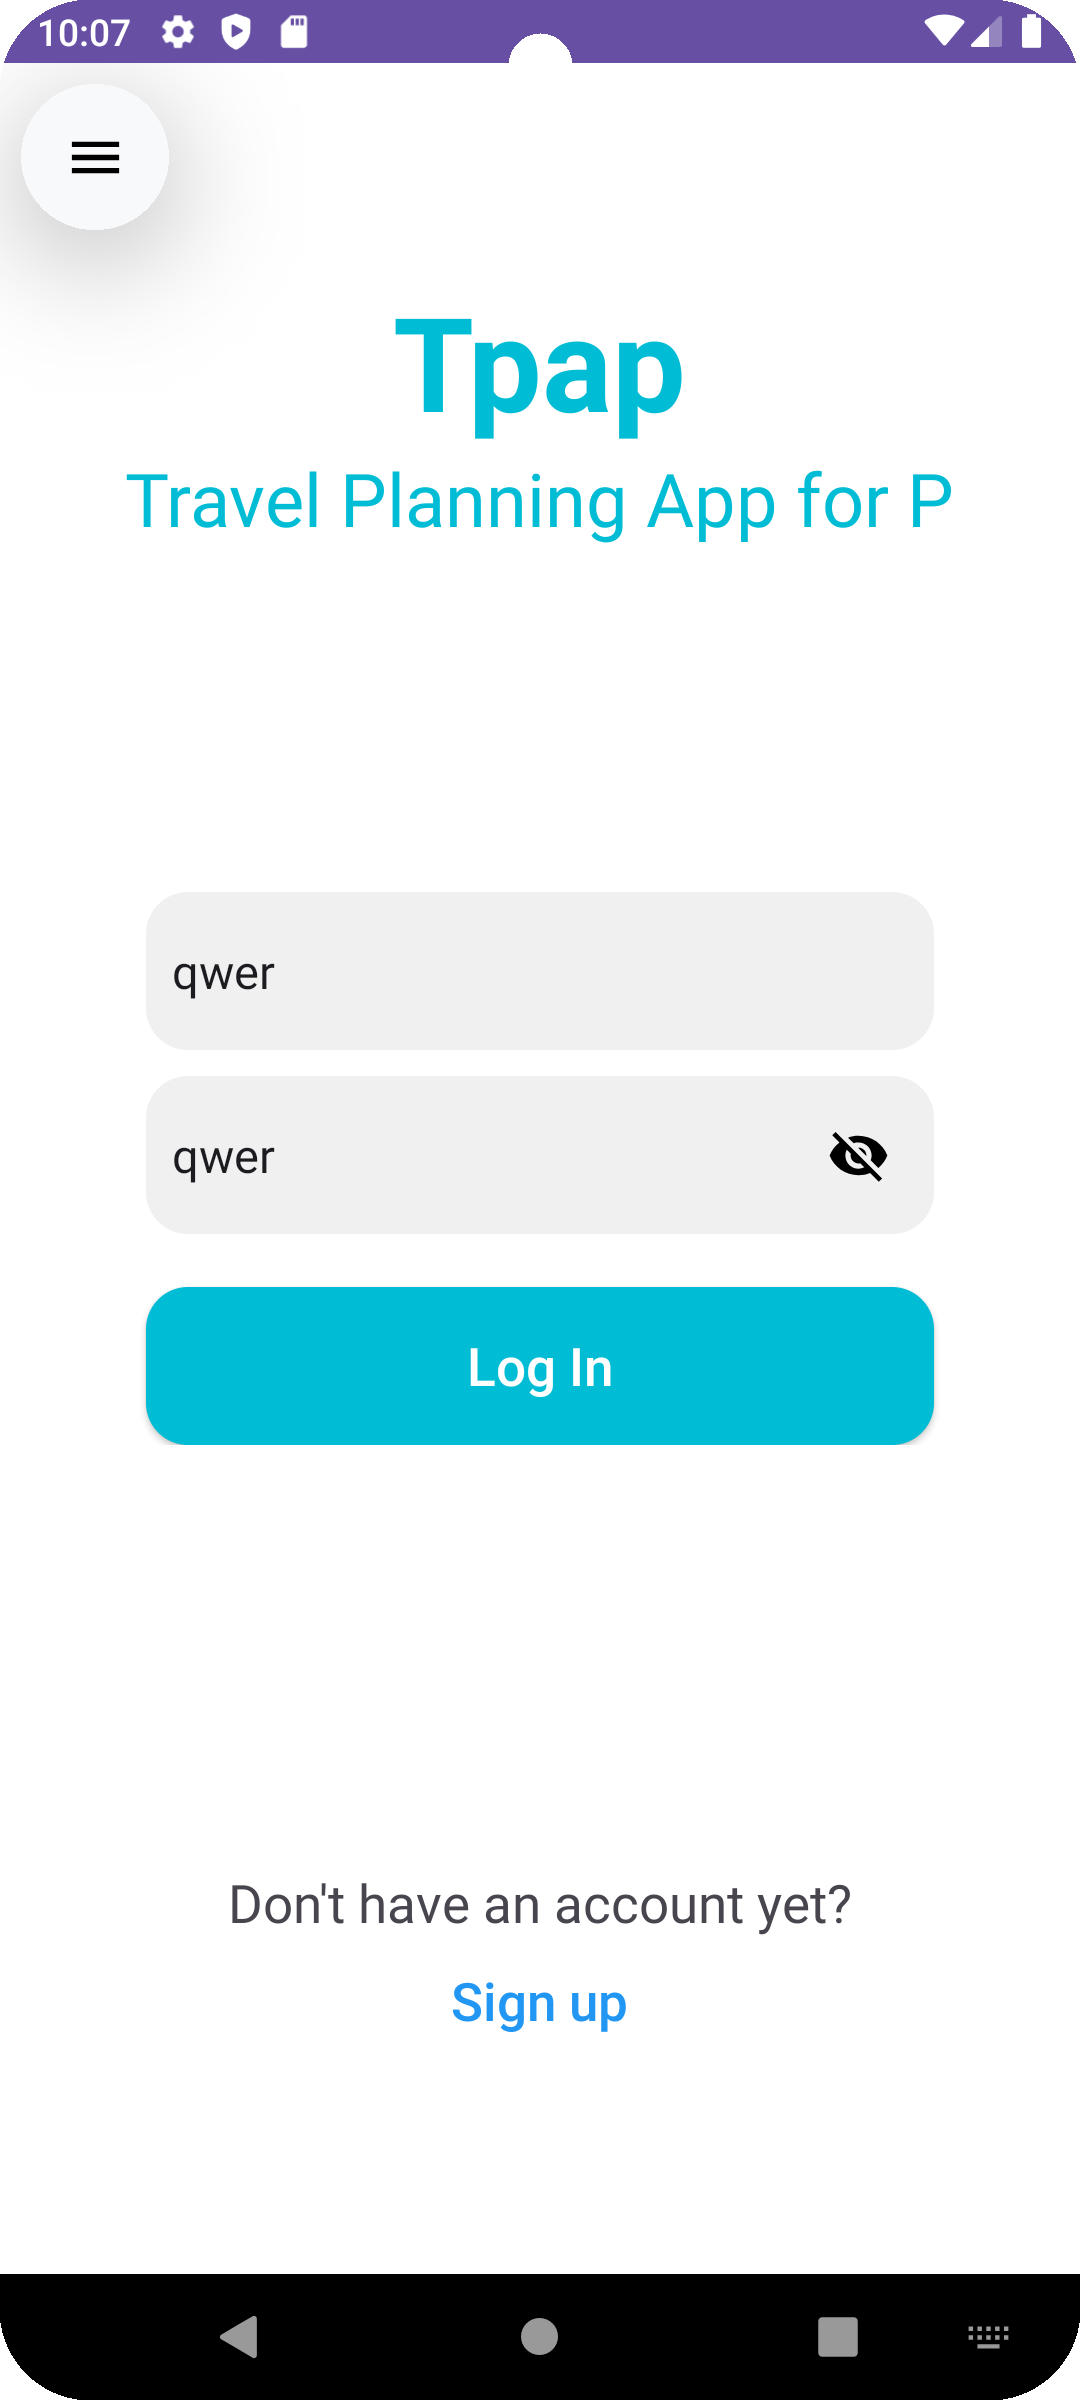 10:07
Tpap
Travel Planning App for P
qwer
qwer
Log In
Don't have an account yet?
Sign up